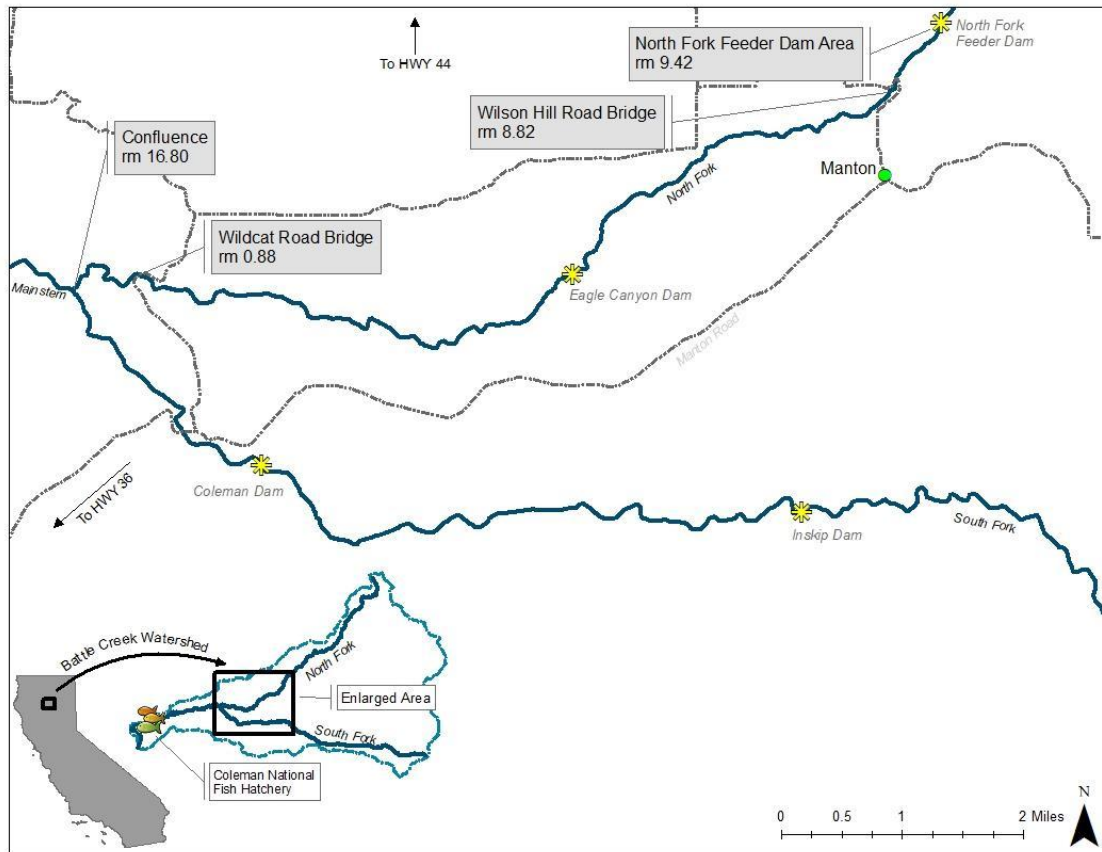 North Fork
Feeder Dam
North Fork Feeder Dam Area
rm 9.42
To HWY 44
Wilson Hill Road Bridge
rm 8.82
Confluence
rm 16.80
Manton
North Fork
Wildcat Road Bridge
rm 0.88
Mainstem
Eagle Canyon Dam
Manton Road
Coleman Dam
To HWY 36
Inskip Dam
South Fork
Battle Creek Watershed
North Fork
Enlarged Area
South Fork
Coleman National
Fish Hatchery
N
0 0.5 1 2 Miles